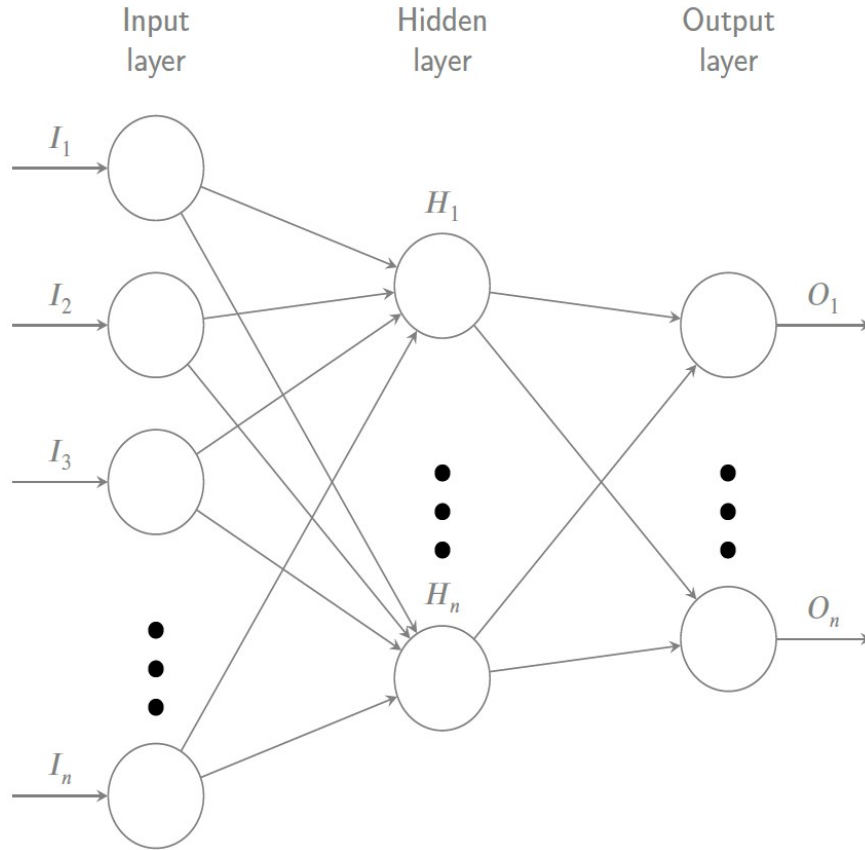 Input
layer
Hidden
layer
Output
layer
I₁
H₁
I₂
O₁
I₃
Hₙ
Oₙ
Iₙ